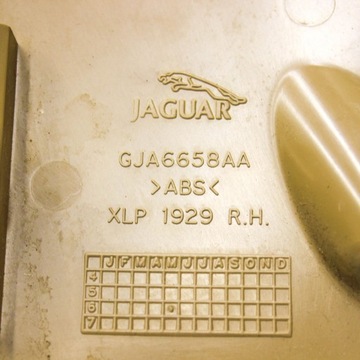 JAGUAR
GJA6658AA
>ABS<
XLP 1929 R.H.
J F M A M J J A S O N D
4
5
6
7